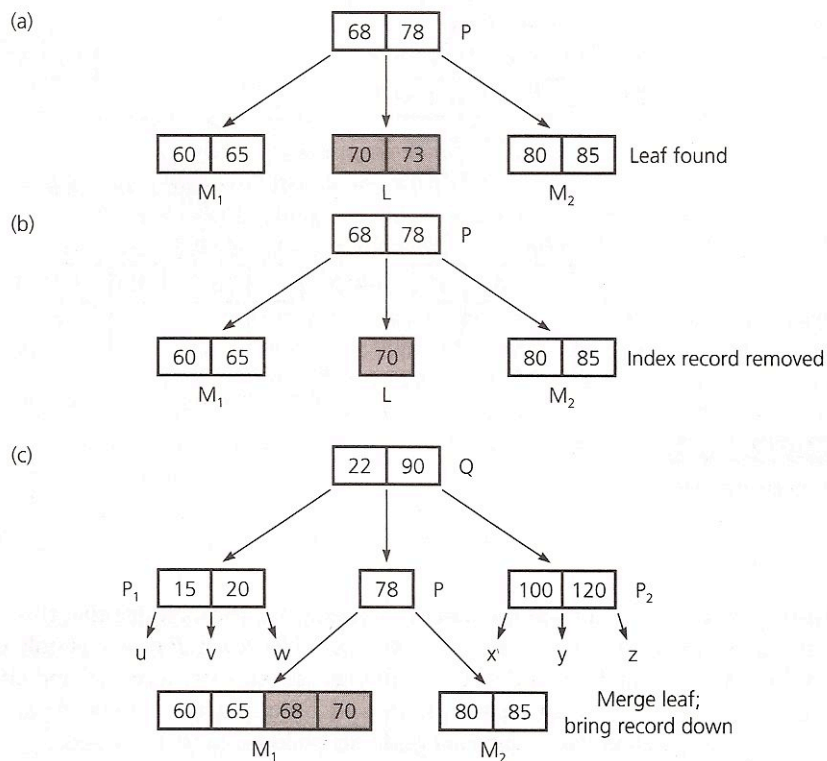 (a)
68 78 P
60 65 70 73 80 85 Leaf found
M1 L M2
(b)
68 78 P
60 65 70 80 85 Index record removed
M1 L M2
(c)
22 90 Q
P1 15 20 78 P 100 120 P2
u v w x y z
60 65 68 70 80 85 Merge leaf;
bring record down
M1 M2